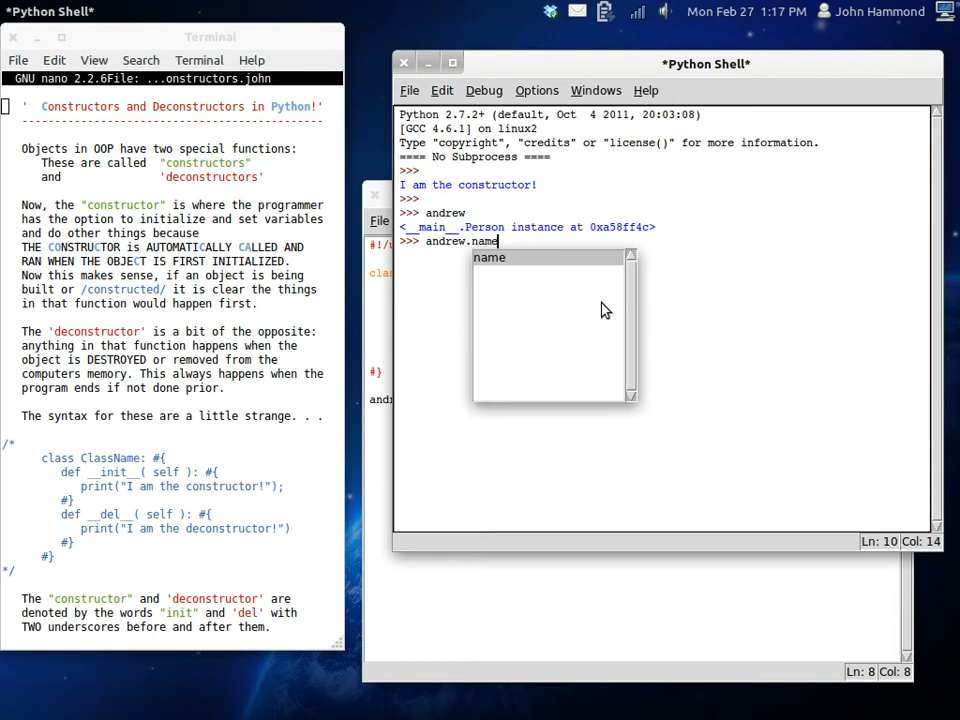 *Python Shell*
Mon Feb 27 1:17 PM
John Hammond
Terminal
File Edit View Search Terminal Help
GNU nano 2.2.6File: ...onstructors.john
' Constructors and Deconstructors in Python!'
-------------------------------------------
Objects in OOP have two special functions:
These are called "constructors"
and 'deconstructors'
Now, the "constructor" is where the programmer
has the option to initialize and set variables
and do other things because
THE CONSTRUCTOR is AUTOMATICALLY CALLED AND
RAN WHEN THE OBJECT IS FIRST INITIALIZED.
Now this makes sense, if an object is being
built or /constructed/ it is clear the things
in that function would happen first.
The 'deconstructor' is a bit of the opposite:
anything in that function happens when the
object is DESTROYED or removed from the
computers memory. This always happens when the
program ends if not done prior.
The syntax for these are a little strange. . .
/*
class ClassName: #{
def __init__( self ): #{
print("I am the constructor!");
#}
def __del__( self ): #{
print("I am the deconstructor!")
#}
#}
*/
The "constructor" and 'deconstructor' are
denoted by the words "init" and 'del' with
TWO underscores before and after them.
*Python Shell*
File Edit Debug Options Windows Help
Python 2.7.2+ (default, Oct 4 2011, 20:03:08)
[GCC 4.6.1] on linux2
Type "copyright", "credits" or "license()" for more information.
==== No Subprocess ====
>>>
I am the constructor!
>>>
>>> andrew
<__main__.Person instance at 0xa58ff4c>
>>> andrew.name
name
Ln: 10 Col: 14
File
#!/u
clas
#}
andr
Ln: 8 Col: 8